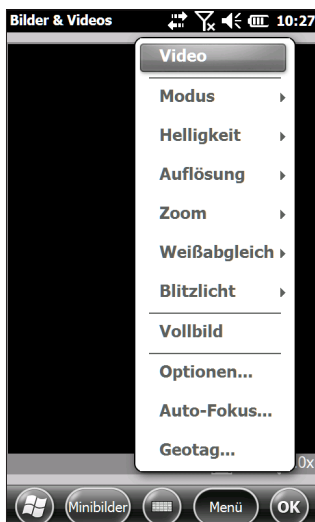 Bilder & Videos 10:27
Video
Modus
Helligkeit
Auflösung
Zoom
Weißabgleich
Blitzlicht
Vollbild
Optionen...
Auto-Fokus...
Geotag...
Minibilder Menü OK